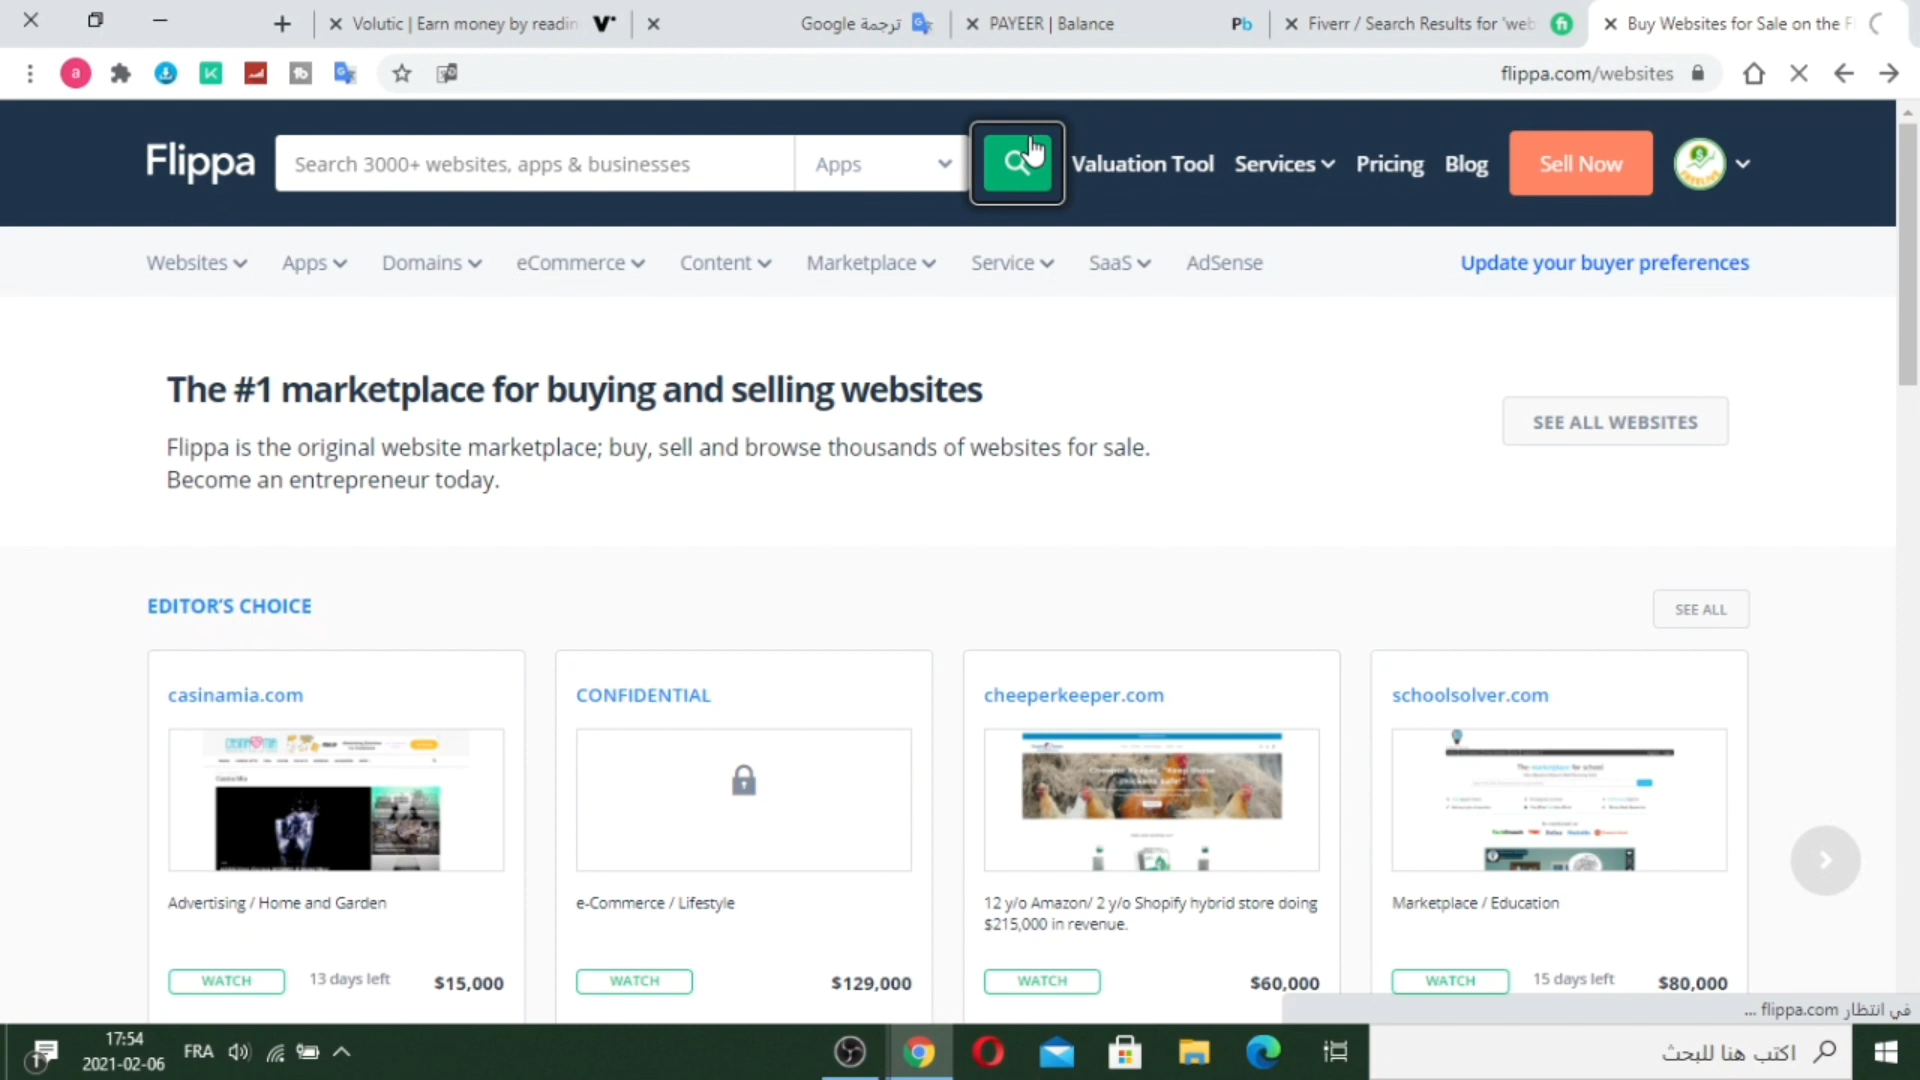 Volutic | Earn money by readin
ترجمة Google
PAYEER | Balance
Fiverr / Search Results for 'web
Buy Websites for Sale on the F
flippa.com/websites
Flippa
Search 3000+ websites, apps & businesses
Apps
Valuation Tool
Services
Pricing
Blog
Sell Now
Websites
Apps
Domains
eCommerce
Content
Marketplace
Service
SaaS
AdSense
Update your buyer preferences
The #1 marketplace for buying and selling websites
Flippa is the original website marketplace; buy, sell and browse thousands of websites for sale.
Become an entrepreneur today.
SEE ALL WEBSITES
EDITOR'S CHOICE
SEE ALL
casinamia.com
CONFIDENTIAL
cheeperkeeper.com
schoolsolver.com
Advertising / Home and Garden
e-Commerce / Lifestyle
12 y/o Amazon/ 2 y/o Shopify hybrid store doing
$215,000 in revenue.
Marketplace / Education
WATCH
13 days left
$15,000
WATCH
$129,000
WATCH
$60,000
WATCH
15 days left
$80,000
في انتظار flippa.com ...
17:54
2021-02-06
FRA
اكتب هنا للبحث